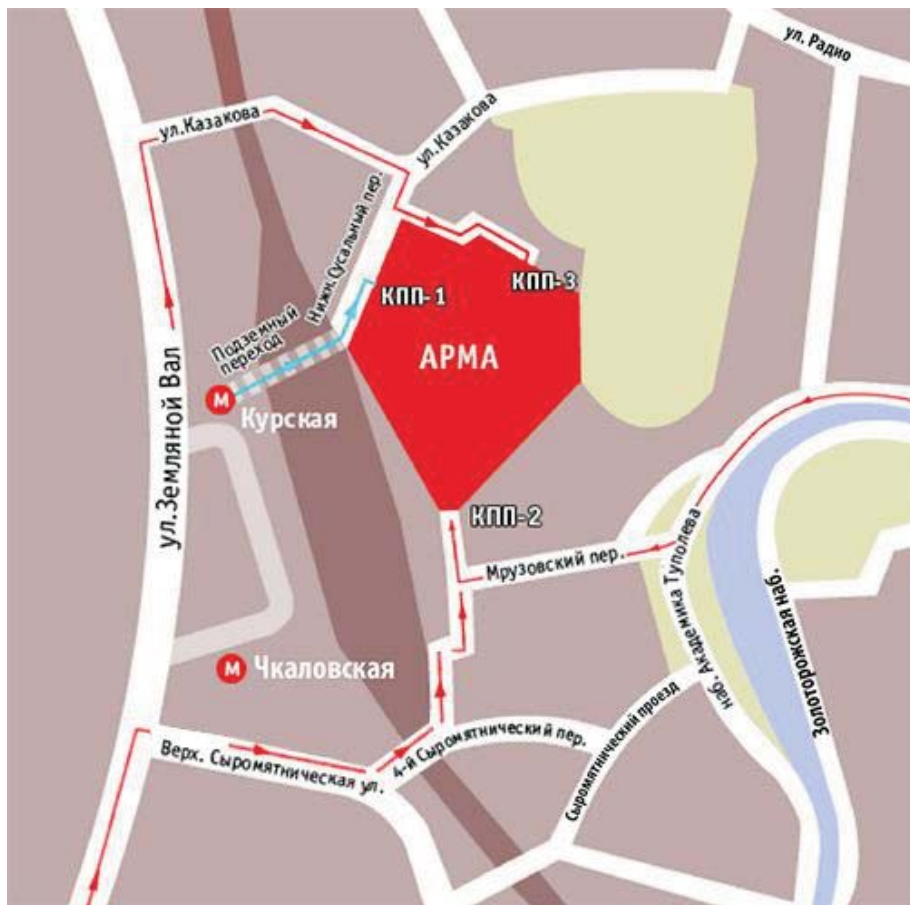 ул. Радио
ул.Казакова
ул.Казакова
Нижн.Сусальный пер.
КПП-3
КПП-1
Подземный
переход
АРМА
М
Курская
ул.Земляной Вал
КПП-2
Мрузовский пер.
наб. Академика Туполева
Золоторожская наб.
М Чкаловская
Сыромятнический проезд
4-й Сыромятнический пер.
Верх. Сыромятническая ул.